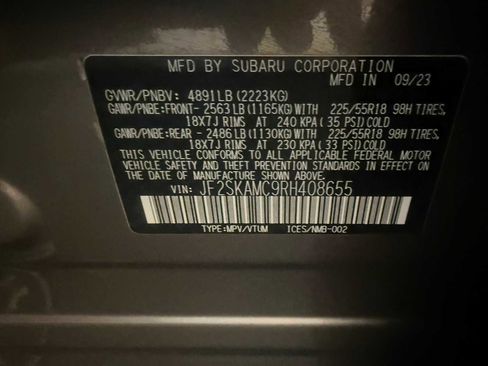 MFD BY SUBARU CORPORATION
MFD IN 09/23
GVWR/PNBV: 4891LB(2223KG)
GAWR/PNBE:FRONT- 2563LB(1165KG)WITH 225/55R18 98H TIRES,
18X7J RIMS AT 240 KPA(35 PSI)COLD
GAWR/PNBE:REAR - 2486LB(1130KG)WITH 225/55R18 98H TIRES,
18X7J RIMS AT 230 KPA(33 PSI)COLD
THIS VEHICLE CONFORMS TO ALL APPLICABLE FEDERAL MOTOR
VEHICLE SAFETY AND THEFT PREVENTION STANDARDS IN EFFECT ON
THE DATE OF MANUFACTURE SHOWN ABOVE.
VIN: JF2SKAMC9RH408655
TYPE:MPV/VTUM ICES/NMB-002